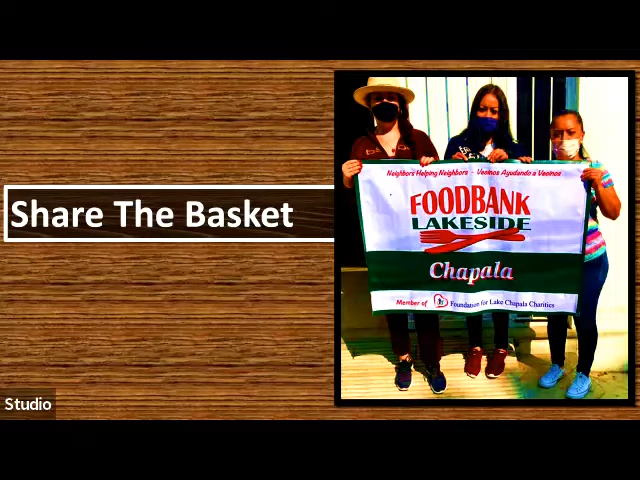 Share The Basket
Neighbors Helping Neighbors - Vecinos Ayudando a Vecinos
FOODBANK
LAKESIDE
Chapala
Member of Foundation for Lake Chapala Charities
Studio